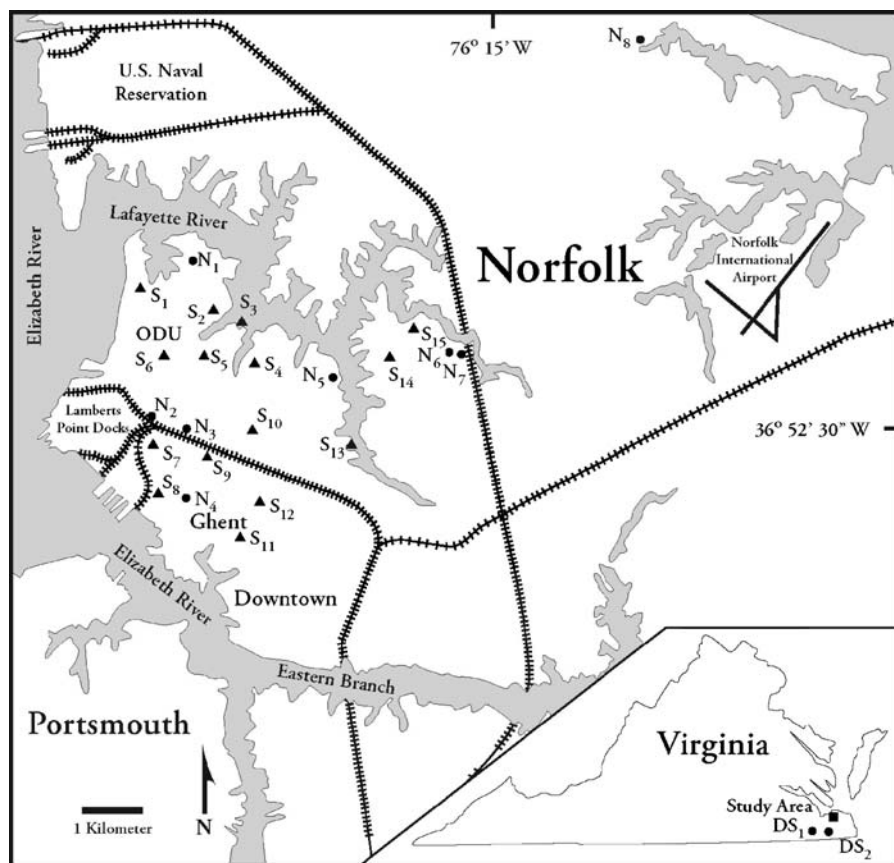 76° 15' W
N8
U.S. Naval
Reservation
Lafayette River
Elizabeth River
Norfolk
Norfolk
International
Airport
N1
S1
S2
S3
ODU
S15
S6
S5
S4
N5
S14
N6
N7
Lamberts
Point Docks
N2
N3
S10
36° 52' 30" W
S7
S9
S13
S8
N4
S12
Ghent
S11
Elizabeth River
Downtown
Eastern Branch
Portsmouth
Virginia
1 Kilometer
N
Study Area
DS1
DS2